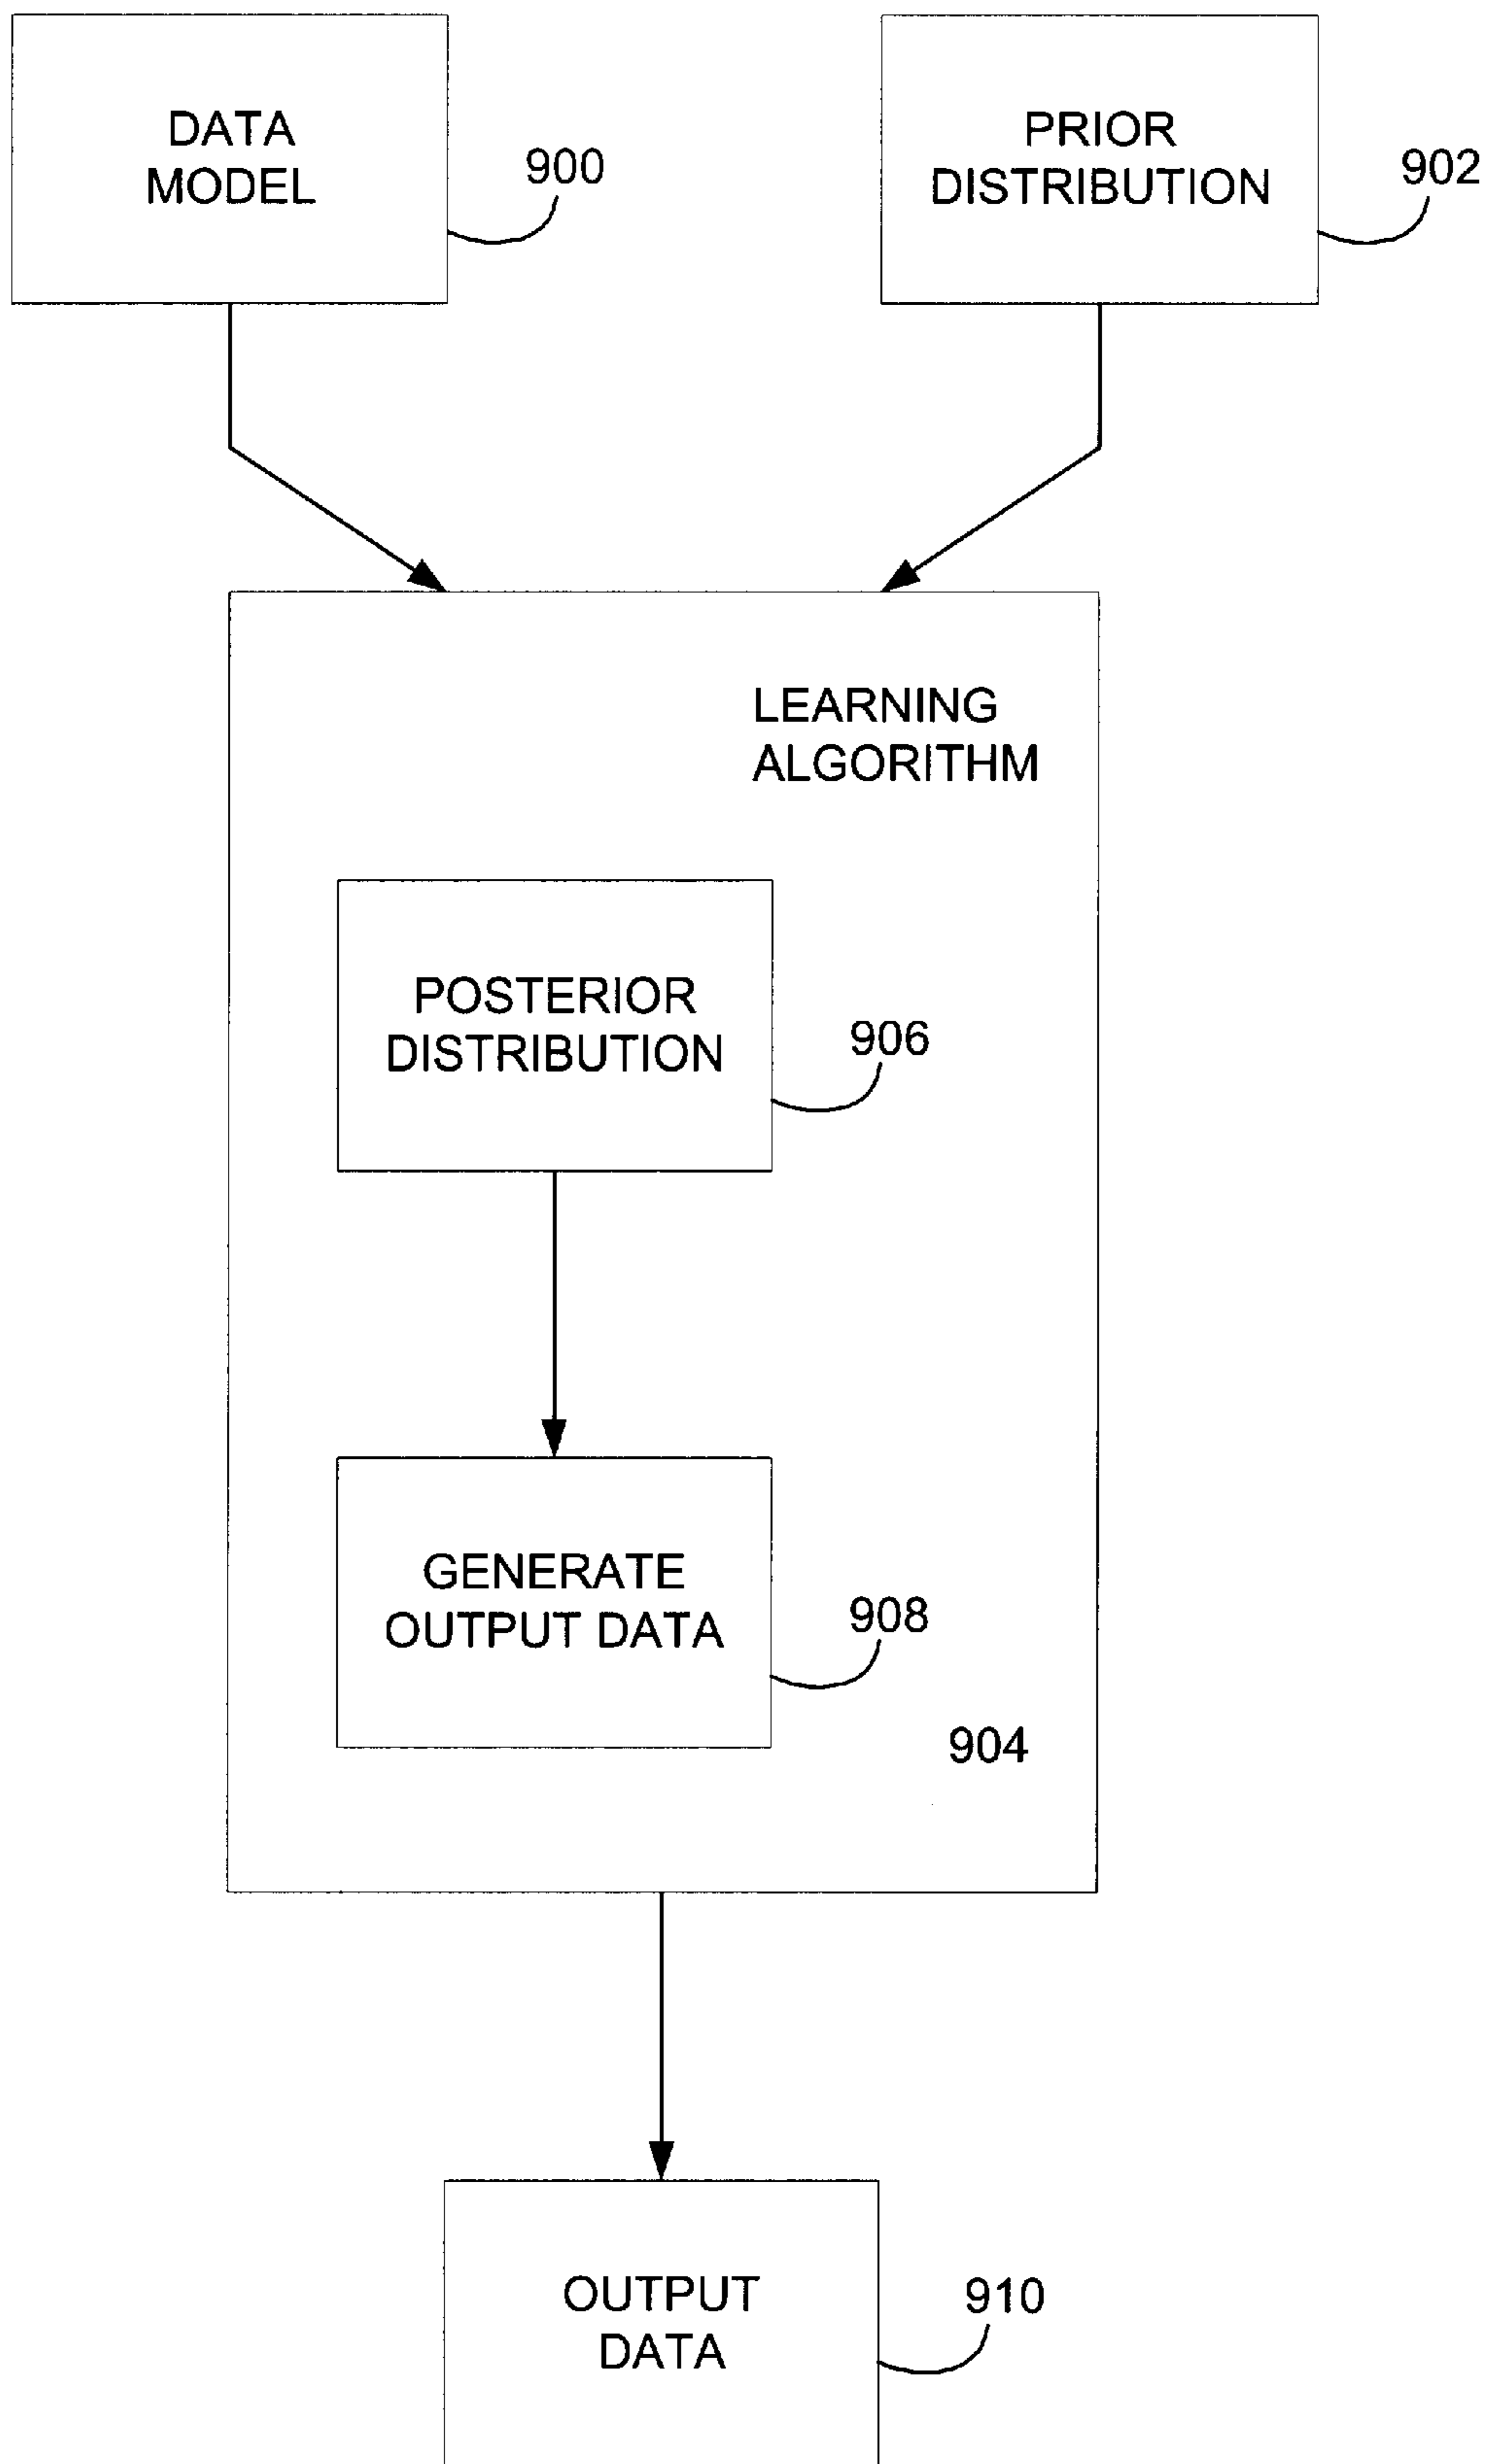 DATA
MODEL
900
PRIOR
DISTRIBUTION
902
LEARNING
ALGORITHM
POSTERIOR
DISTRIBUTION
906
GENERATE
OUTPUT DATA
908
904
OUTPUT
DATA
910